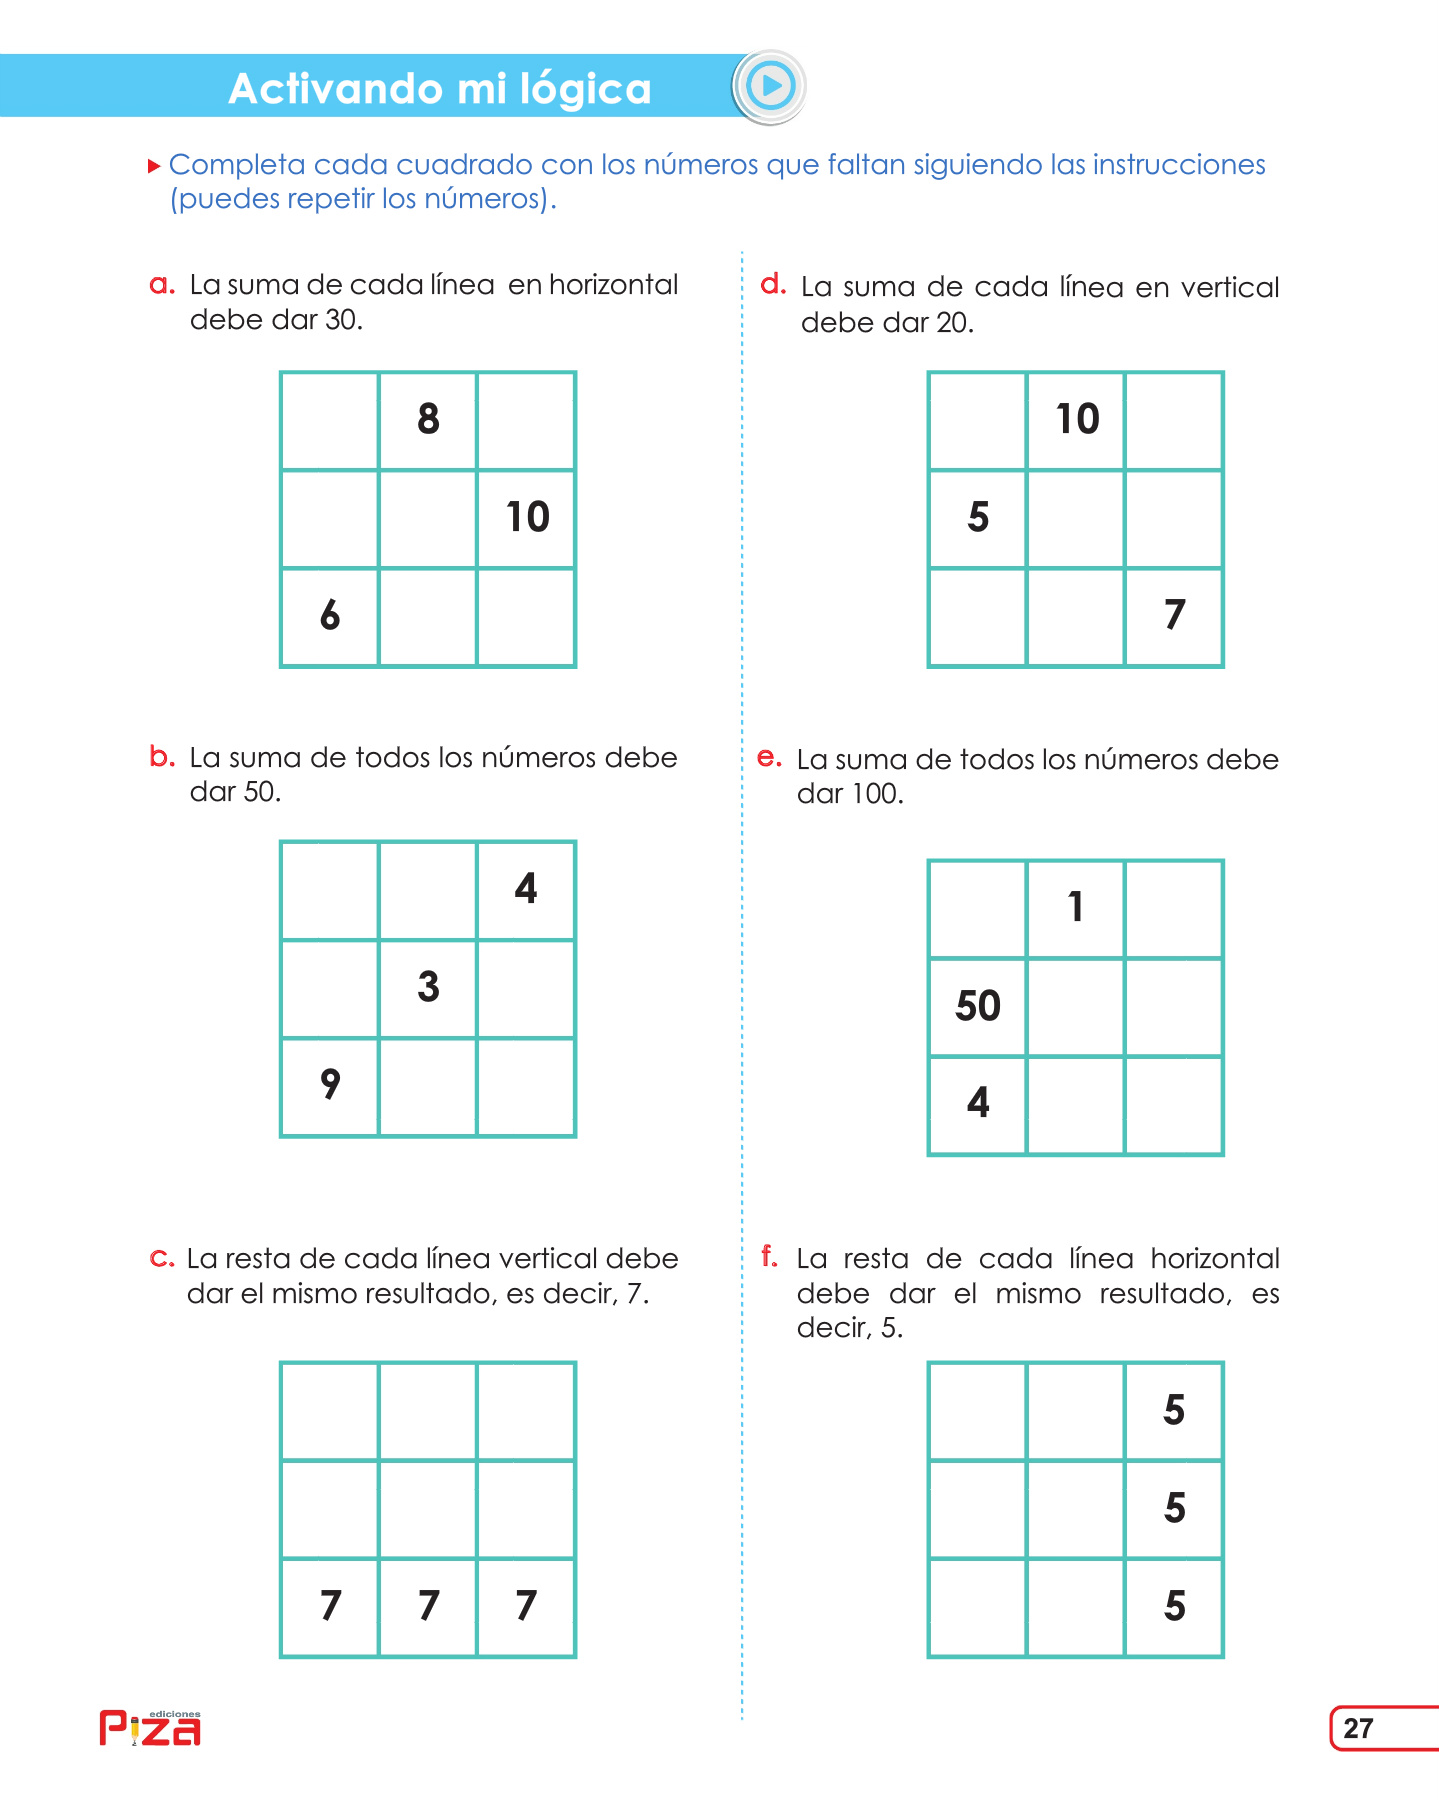 Activando mi lógica
Completa cada cuadrado con los números que faltan siguiendo las instrucciones
(puedes repetir los números).
a. La suma de cada línea en horizontal
debe dar 30.
8
10
6
b. La suma de todos los números debe
dar 50.
4
3
9
c. La resta de cada línea vertical debe
dar el mismo resultado, es decir, 7.
7 7 7
d. La suma de cada línea en vertical
debe dar 20.
10
5
7
e. La suma de todos los números debe
dar 100.
1
50
4
f. La resta de cada línea horizontal
debe dar el mismo resultado, es
decir, 5.
5
5
5
ediciones
Piza
27